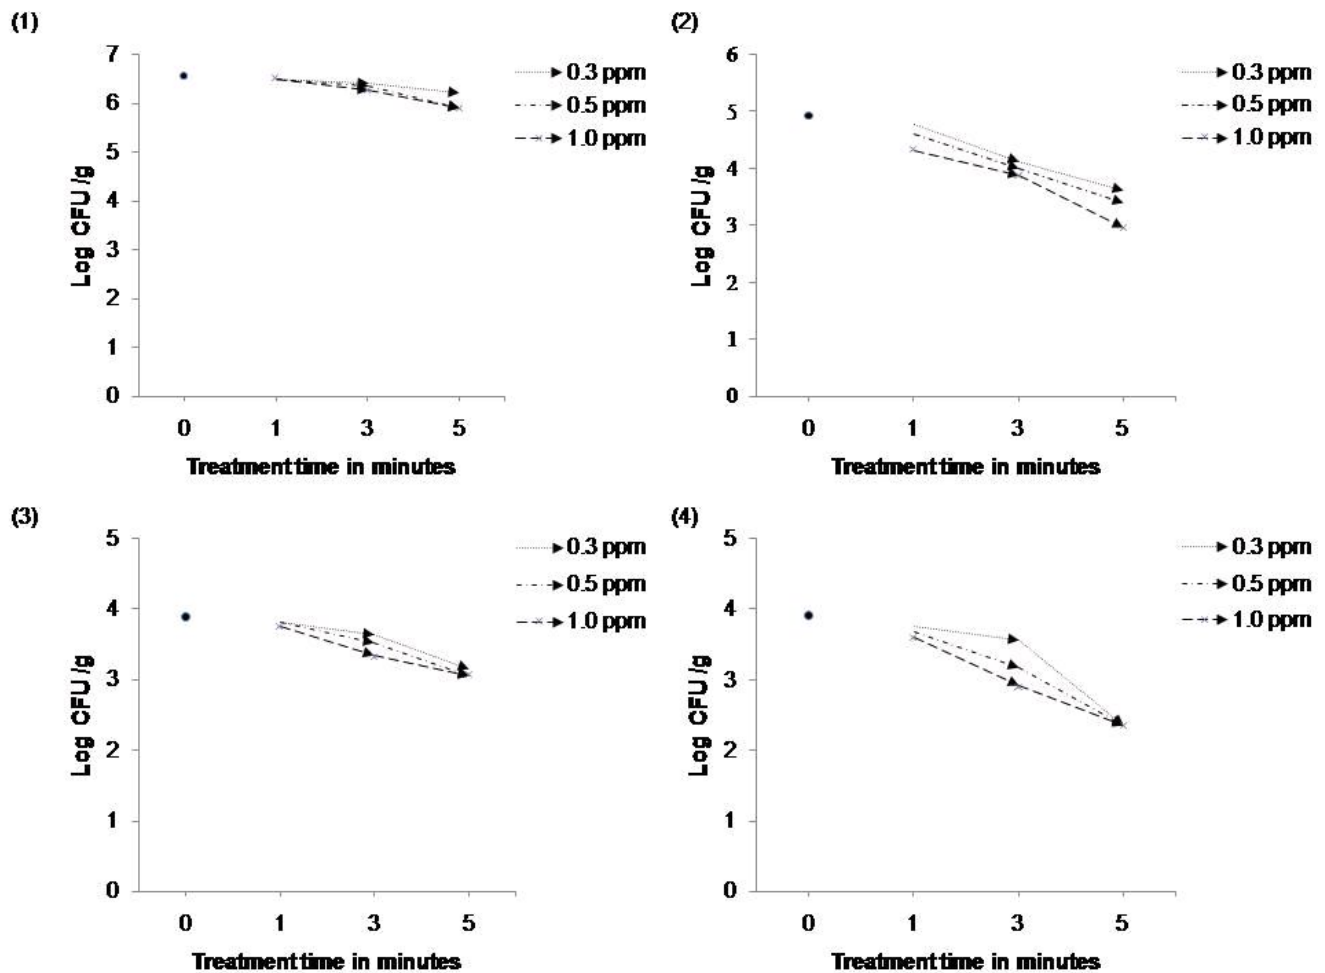 (1)
7
6
5
4
3
2
1
0
Log CFU /g
0 1 3 5
Treatment time in minutes
0.3 ppm
0.5 ppm
1.0 ppm
(2)
6
5
4
3
2
1
0
Log CFU /g
0 1 3 5
Treatment time in minutes
0.3 ppm
0.5 ppm
1.0 ppm
(3)
5
4
3
2
1
0
Log CFU /g
0 1 3 5
Treatment time in minutes
0.3 ppm
0.5 ppm
1.0 ppm
(4)
5
4
3
2
1
0
Log CFU /g
0 1 3 5
Treatment time in minutes
0.3 ppm
0.5 ppm
1.0 ppm